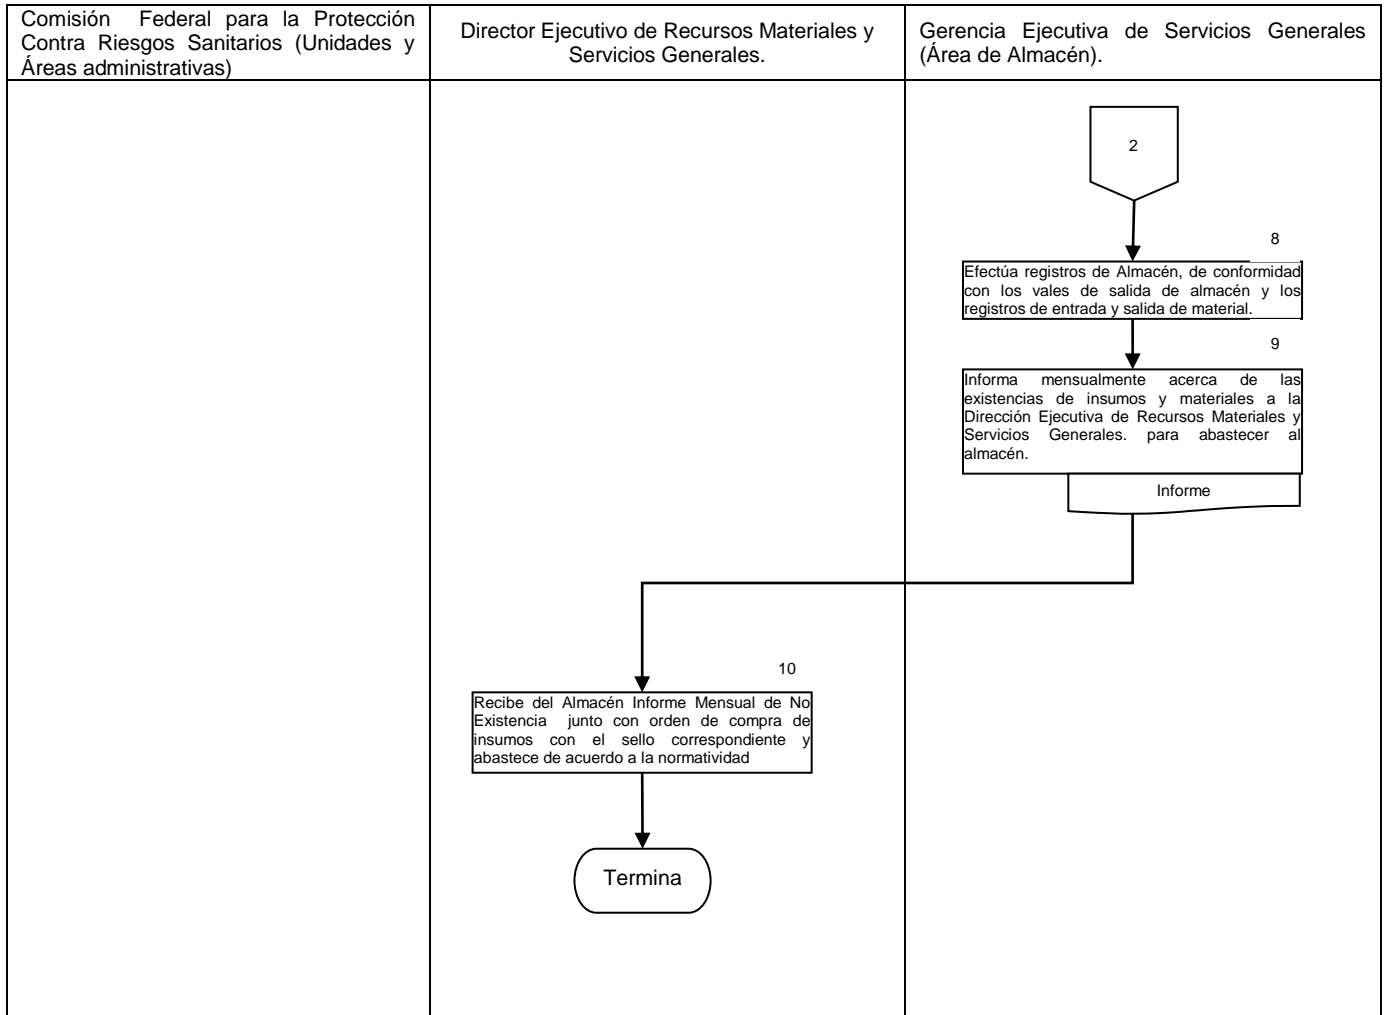 Comisión Federal para la Protección
Contra Riesgos Sanitarios (Unidades y
Áreas administrativas)
Director Ejecutivo de Recursos Materiales y
Servicios Generales.
Gerencia Ejecutiva de Servicios Generales
(Área de Almacén).
2
8
Efectúa registros de Almacén, de conformidad
con los vales de salida de almacén y los
registros de entrada y salida de material.
9
Informa mensualmente acerca de las
existencias de insumos y materiales a la
Dirección Ejecutiva de Recursos Materiales y
Servicios Generales. para abastecer al
almacén.
Informe
10
Recibe del Almacén Informe Mensual de No
Existencia junto con orden de compra de
insumos con el sello correspondiente y
abastece de acuerdo a la normatividad
Termina